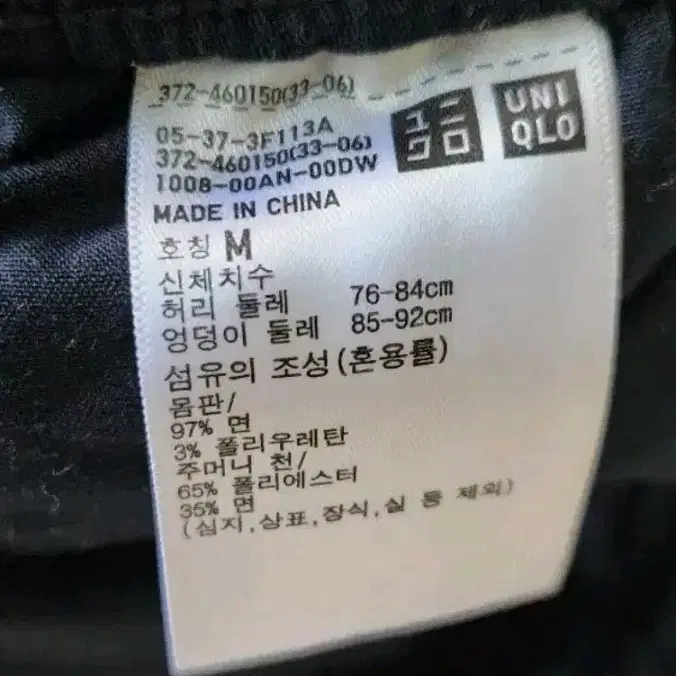 372-460150(33-06)
05-37-3F113A
372-460150(33-06)
1008-00AN-00DW
유니클로
UNI
QLO
MADE IN CHINA
호칭 M
신체치수
허리 둘레 76-84cm
엉덩이 둘레 85-92cm
섬유의 조성(혼용률)
몸판/
97% 면
3% 폴리우레탄
주머니 천/
65% 폴리에스터
35% 면
(심지,상표,장식,실 등 제외)